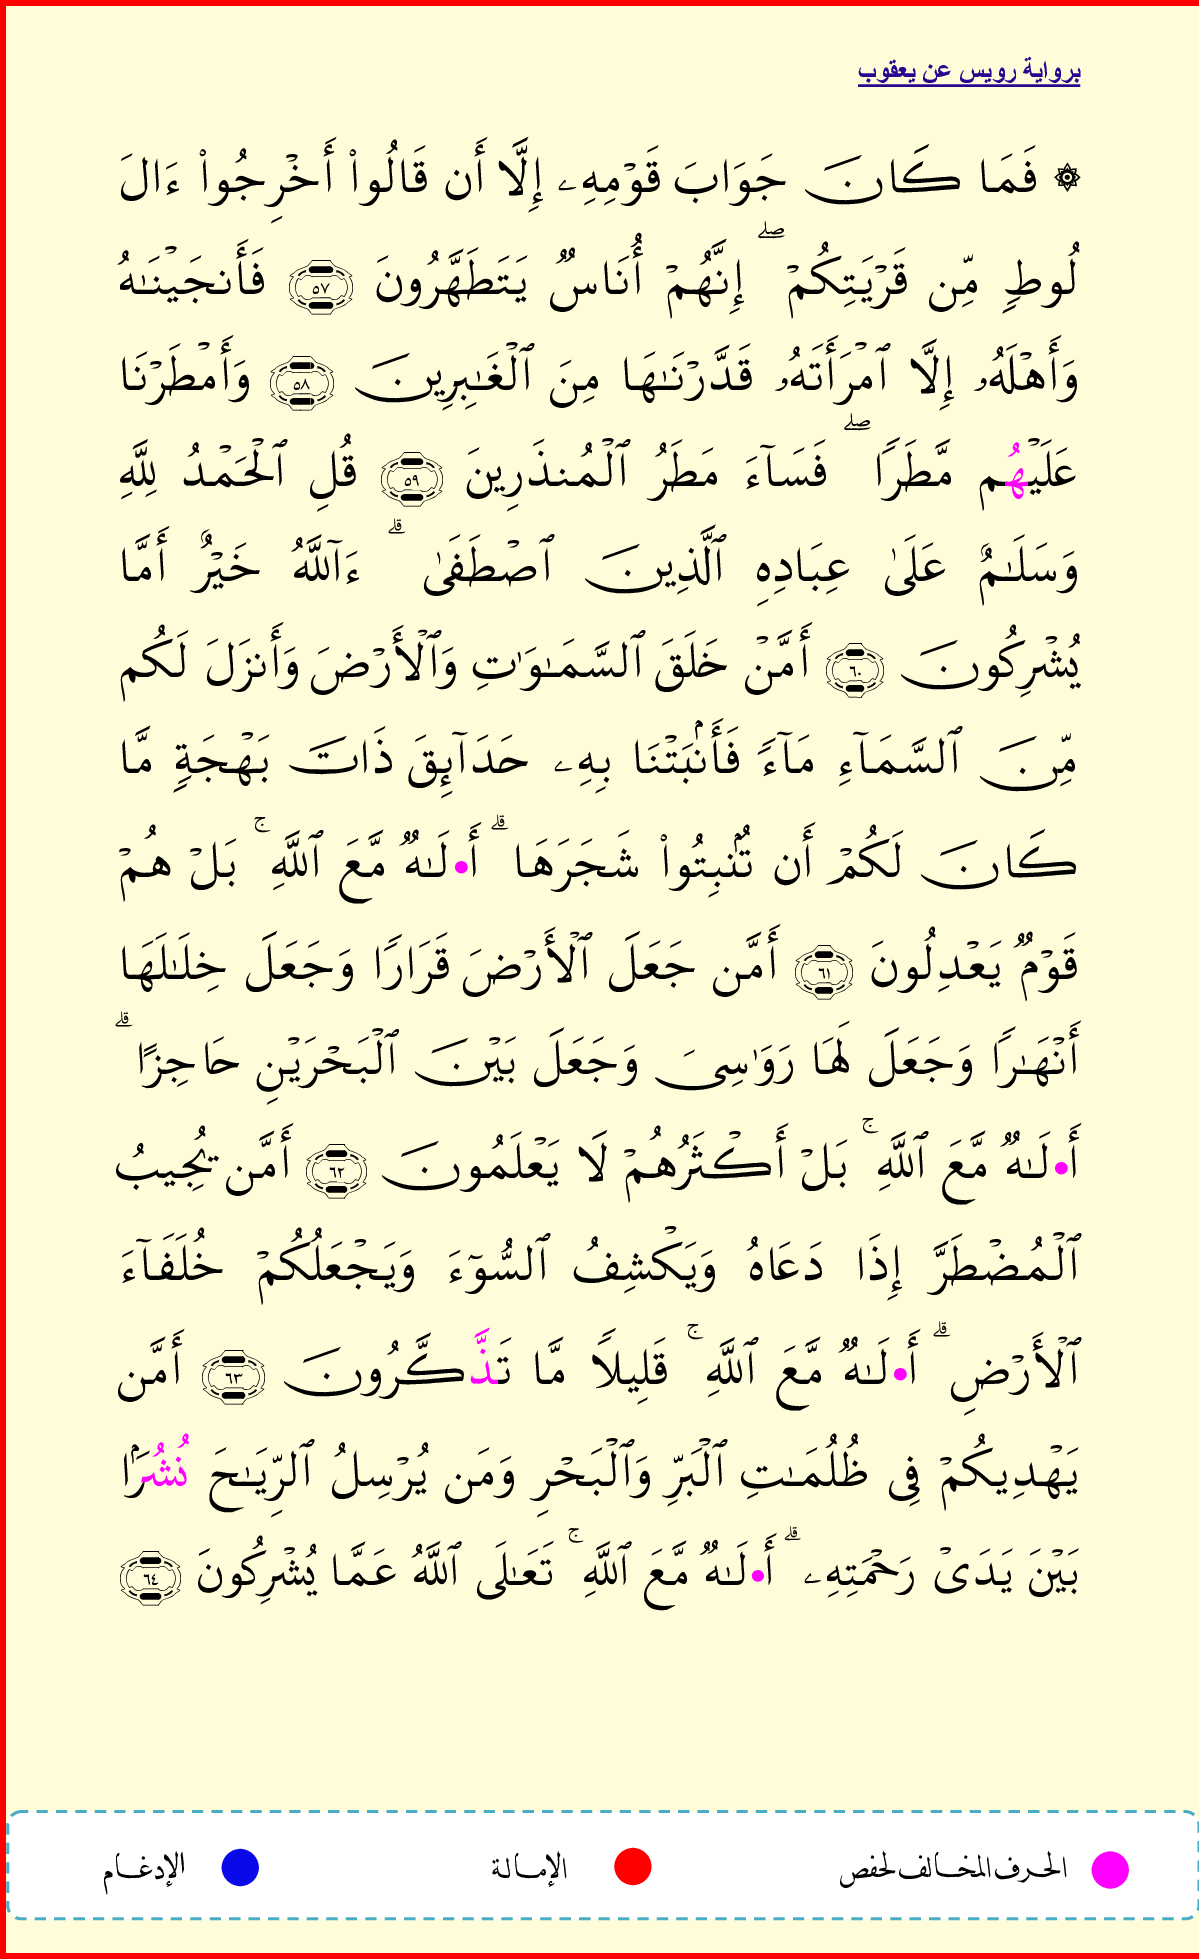 برواية رويس عن يعقوب
۞ فَمَا كَانَ جَوَابَ قَوْمِهِۦ إِلَّا أَن قَالُوا۟ أَخْرِجُوا۟ ءَالَ
لُوطٍ مِّن قَرْيَتِكُمْ ۖ إِنَّهُمْ أُنَاسٌ يَتَطَهَّرُونَ ٥٧ فَأَنجَيْنَـٰهُ
وَأَهْلَهُۥ إِلَّا ٱمْرَأَتَهُۥ قَدَّرْنَـٰهَا مِنَ ٱلْغَـٰبِرِينَ ٥٨ وَأَمْطَرْنَا
عَلَيْهُم مَّطَرًا ۖ فَسَآءَ مَطَرُ ٱلْمُنذَرِينَ ٥٩ قُلِ ٱلْحَمْدُ لِلَّهِ
وَسَلَـٰمٌ عَلَىٰ عِبَادِهِ ٱلَّذِينَ ٱصْطَفَىٰ ۗ ءَآللَّهُ خَيْرٌ أَمَّا
يُشْرِكُونَ ٦٠ أَمَّنْ خَلَقَ ٱلسَّمَـٰوَٰتِ وَٱلْأَرْضَ وَأَنزَلَ لَكُم
مِّنَ ٱلسَّمَآءِ مَآءً فَأَنۢبَتْنَا بِهِۦ حَدَآئِقَ ذَاتَ بَهْجَةٍ مَّا
كَانَ لَكُمْ أَن تُنۢبِتُوا۟ شَجَرَهَا ۗ أَ•لَـٰهٌ مَّعَ ٱللَّهِ ۚ بَلْ هُمْ
قَوْمٌ يَعْدِلُونَ ٦١ أَمَّن جَعَلَ ٱلْأَرْضَ قَرَارًا وَجَعَلَ خِلَـٰلَهَا
أَنْهَـٰرًا وَجَعَلَ لَهَا رَوَٰسِىَ وَجَعَلَ بَيْنَ ٱلْبَحْرَيْنِ حَاجِزًا ۗ
أَ•لَـٰهٌ مَّعَ ٱللَّهِ ۚ بَلْ أَكْثَرُهُمْ لَا يَعْلَمُونَ ٦٢ أَمَّن يُجِيبُ
ٱلْمُضْطَرَّ إِذَا دَعَاهُ وَيَكْشِفُ ٱلسُّوٓءَ وَيَجْعَلُكُمْ خُلَفَآءَ
ٱلْأَرْضِ ۗ أَ•لَـٰهٌ مَّعَ ٱللَّهِ ۚ قَلِيلًا مَّا تَذَّكَّرُونَ ٦٣ أَمَّن
يَهْدِيكُمْ فِى ظُلُمَـٰتِ ٱلْبَرِّ وَٱلْبَحْرِ وَمَن يُرْسِلُ ٱلرِّيَـٰحَ نُشُرَۢا
بَيْنَ يَدَىْ رَحْمَتِهِۦ ۗ أَ•لَـٰهٌ مَّعَ ٱللَّهِ ۚ تَعَـٰلَى ٱللَّهُ عَمَّا يُشْرِكُونَ ٦٤
الحرف المخالف لحفص الإمالة الإدغام